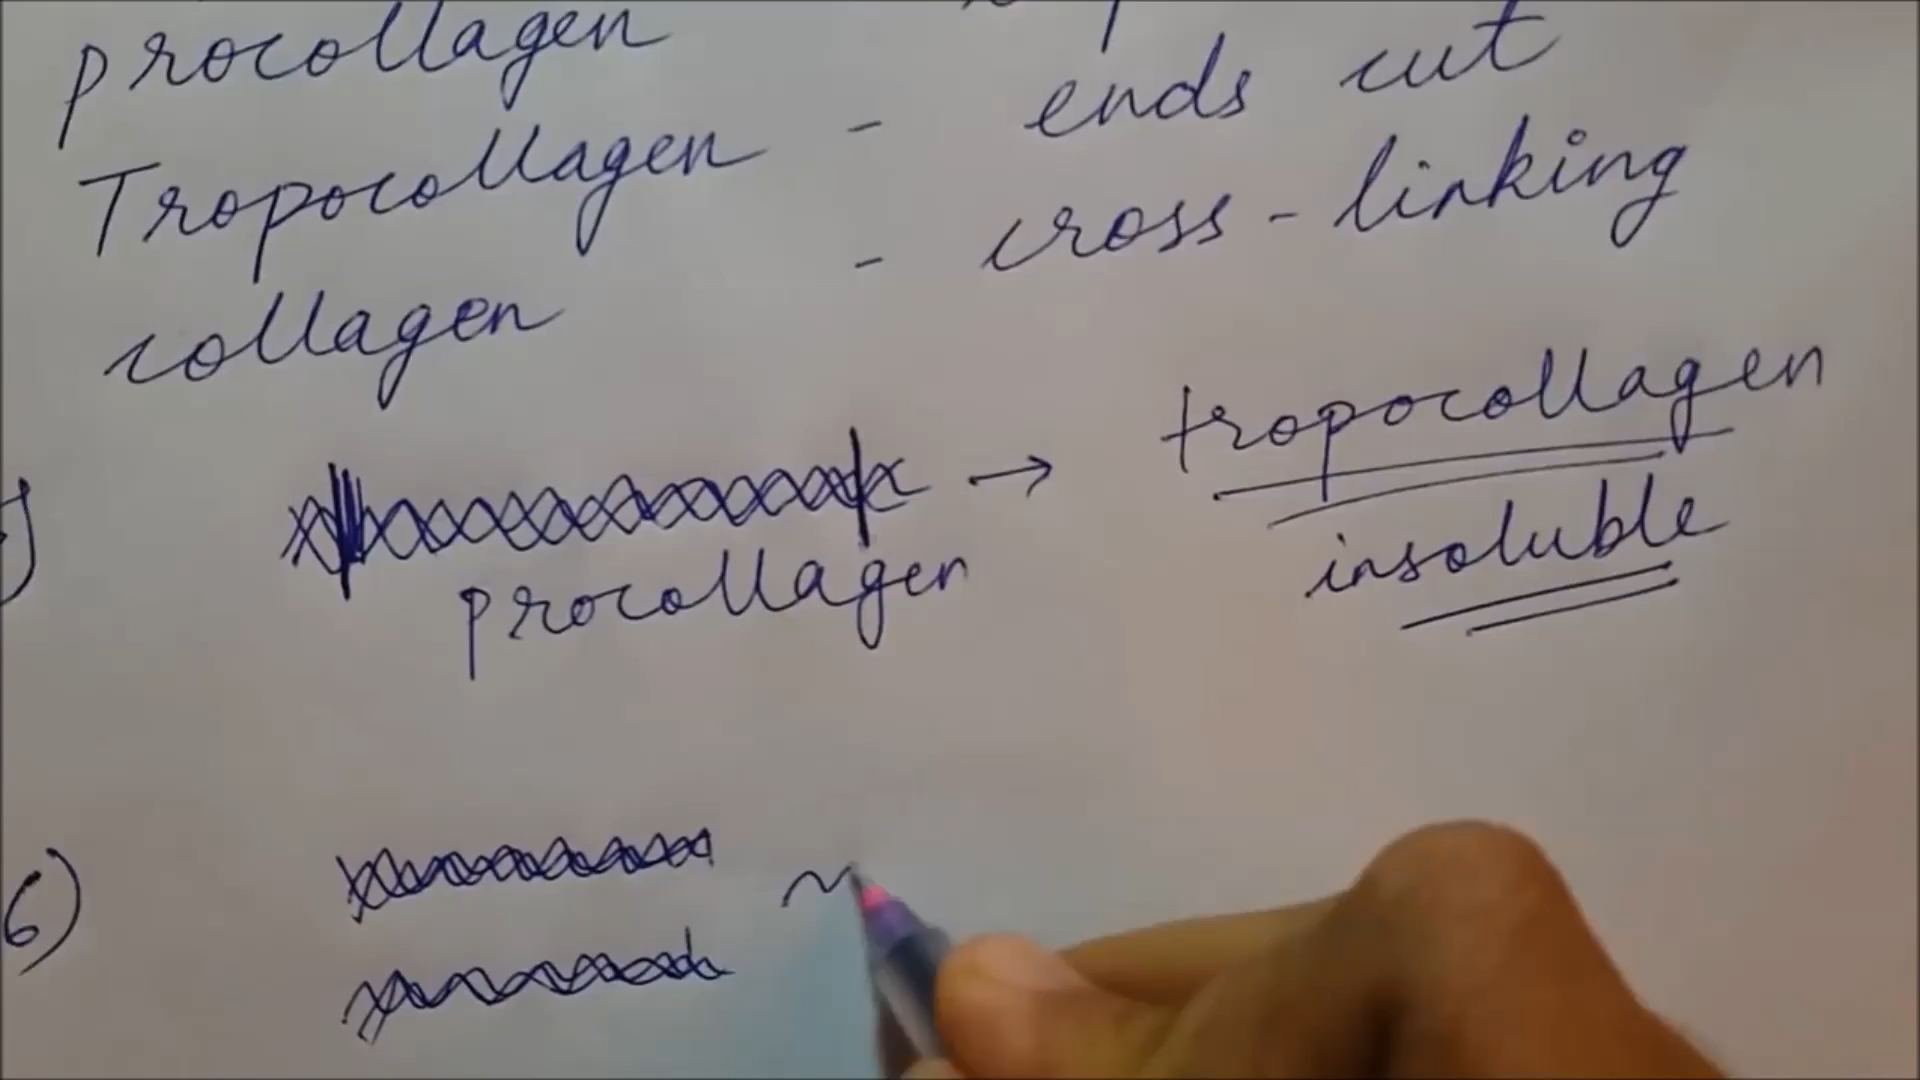 procollagen
Tropocollagen - ends cut
collagen - cross-linking
→ tropocollagen
procollagen
insoluble
6)